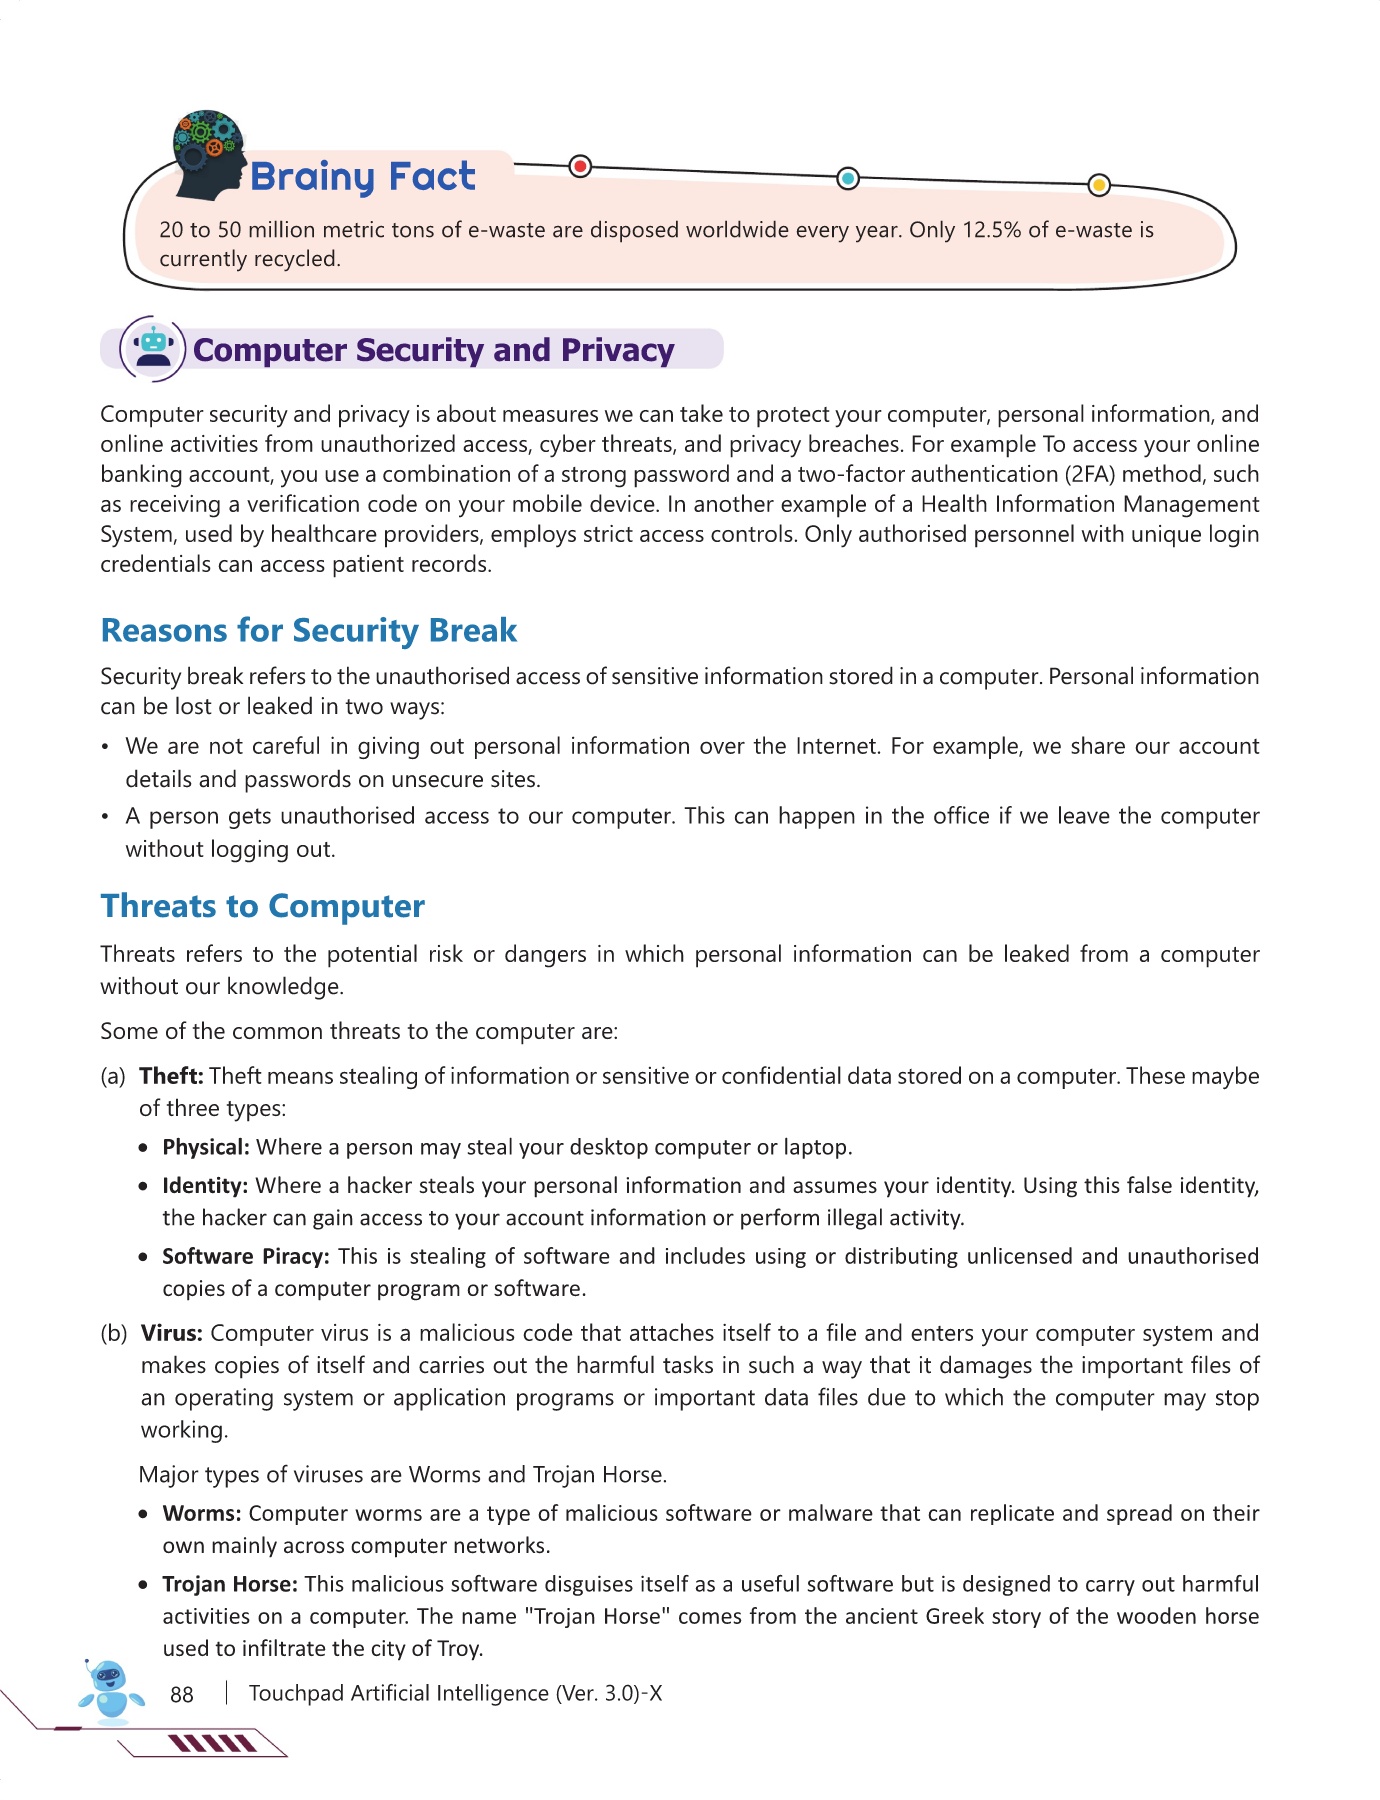 Brainy Fact
20 to 50 million metric tons of e-waste are disposed worldwide every year. Only 12.5% of e-waste is
currently recycled.
Computer Security and Privacy
Computer security and privacy is about measures we can take to protect your computer, personal information, and
online activities from unauthorized access, cyber threats, and privacy breaches. For example To access your online
banking account, you use a combination of a strong password and a two-factor authentication (2FA) method, such
as receiving a verification code on your mobile device. In another example of a Health Information Management
System, used by healthcare providers, employs strict access controls. Only authorised personnel with unique login
credentials can access patient records.
Reasons for Security Break
Security break refers to the unauthorised access of sensitive information stored in a computer. Personal information
can be lost or leaked in two ways:
• We are not careful in giving out personal information over the Internet. For example, we share our account
details and passwords on unsecure sites.
• A person gets unauthorised access to our computer. This can happen in the office if we leave the computer
without logging out.
Threats to Computer
Threats refers to the potential risk or dangers in which personal information can be leaked from a computer
without our knowledge.
Some of the common threats to the computer are:
(a) Theft: Theft means stealing of information or sensitive or confidential data stored on a computer. These maybe
of three types:
• Physical: Where a person may steal your desktop computer or laptop.
• Identity: Where a hacker steals your personal information and assumes your identity. Using this false identity,
the hacker can gain access to your account information or perform illegal activity.
• Software Piracy: This is stealing of software and includes using or distributing unlicensed and unauthorised
copies of a computer program or software.
(b) Virus: Computer virus is a malicious code that attaches itself to a file and enters your computer system and
makes copies of itself and carries out the harmful tasks in such a way that it damages the important files of
an operating system or application programs or important data files due to which the computer may stop
working.
Major types of viruses are Worms and Trojan Horse.
• Worms: Computer worms are a type of malicious software or malware that can replicate and spread on their
own mainly across computer networks.
• Trojan Horse: This malicious software disguises itself as a useful software but is designed to carry out harmful
activities on a computer. The name "Trojan Horse" comes from the ancient Greek story of the wooden horse
used to infiltrate the city of Troy.
88 | Touchpad Artificial Intelligence (Ver. 3.0)-X